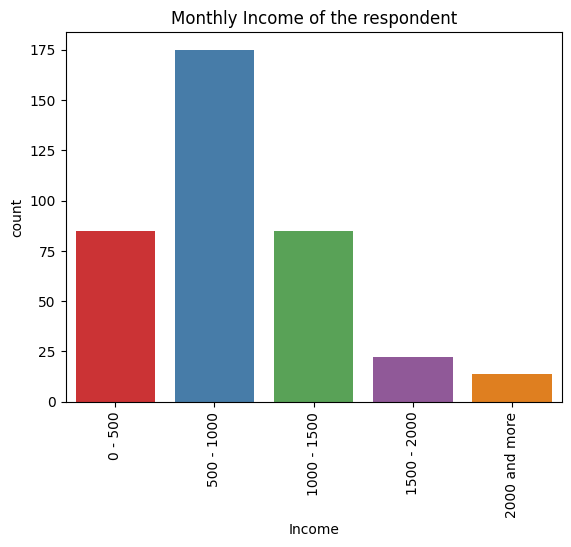 Monthly Income of the respondent
count
175
150
125
100
75
50
25
0
0 - 500
500 - 1000
1000 - 1500
1500 - 2000
2000 and more
Income